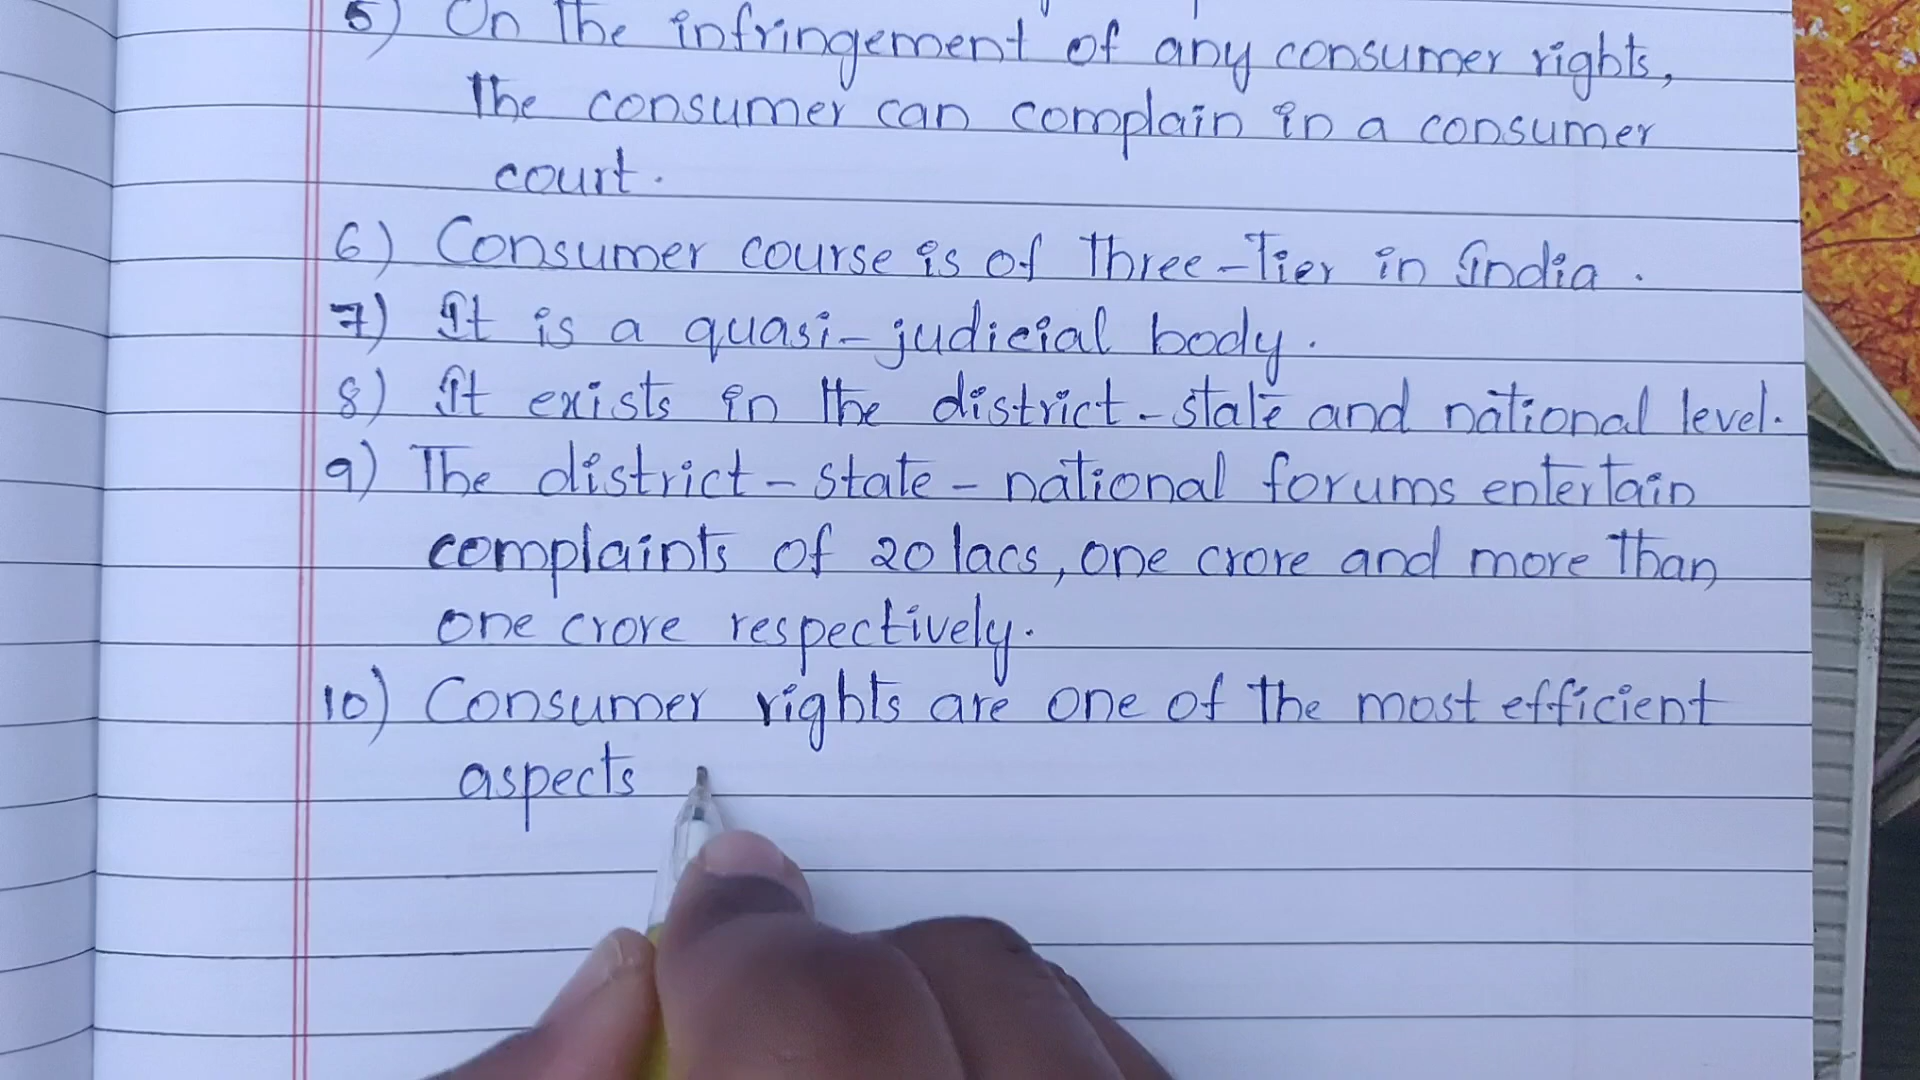 5) On the infringement of any consumer rights,
the consumer can complain in a consumer
court.
6) Consumer course is of three-Tier in India.
7) It is a quasi-judicial body.
8) It exists in the district-state and national level.
9) The district-state-national forums entertain
complaints of 20 lacs, one crore and more than
one crore respectively.
10) Consumer rights are one of the most efficient
aspects